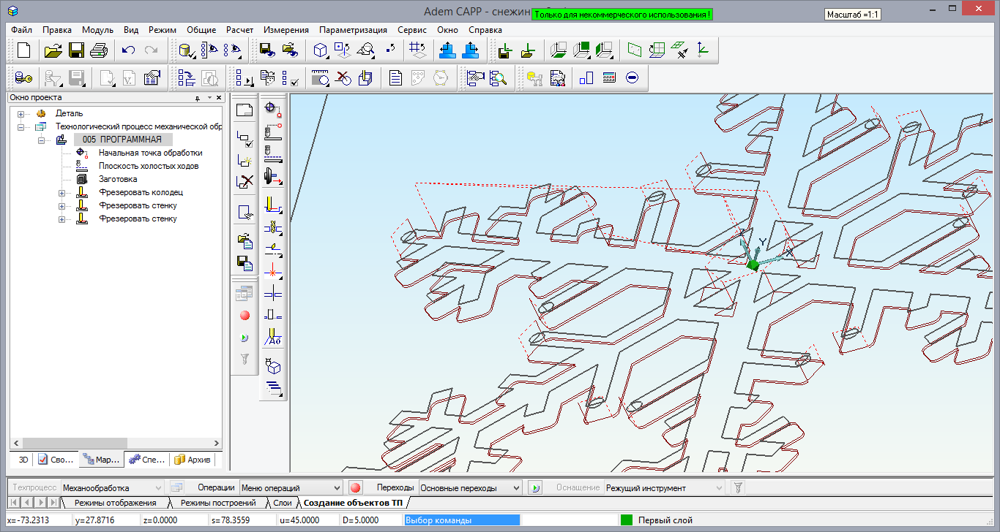 Adem CAPP - снежин
Только для некоммерческого использования !
Масштаб =1:1
Файл Правка Модуль Вид Режим Общие Расчет Измерения Параметризация Сервис Окно Справка
Окно проекта
Деталь
Технологический процесс механической обр
005 ПРОГРАММНАЯ
Начальная точка обработки
Плоскость холостых ходов
Заготовка
Фрезеровать колодец
Фрезеровать стенку
Фрезеровать стенку
Z
Y
X
3D Сво... Мар... Спе... Архив
Техпроцесс Механообработка Операции Меню операций Переходы Основные переходы Оснащение Режущий инструмент
Режимы отображения Режимы построений Слои Создание объектов ТП
x=-73.2313 y=27.8716 z=0.0000 s=78.3559 u=45.0000 D=5.0000 Выбор команды Первый слой